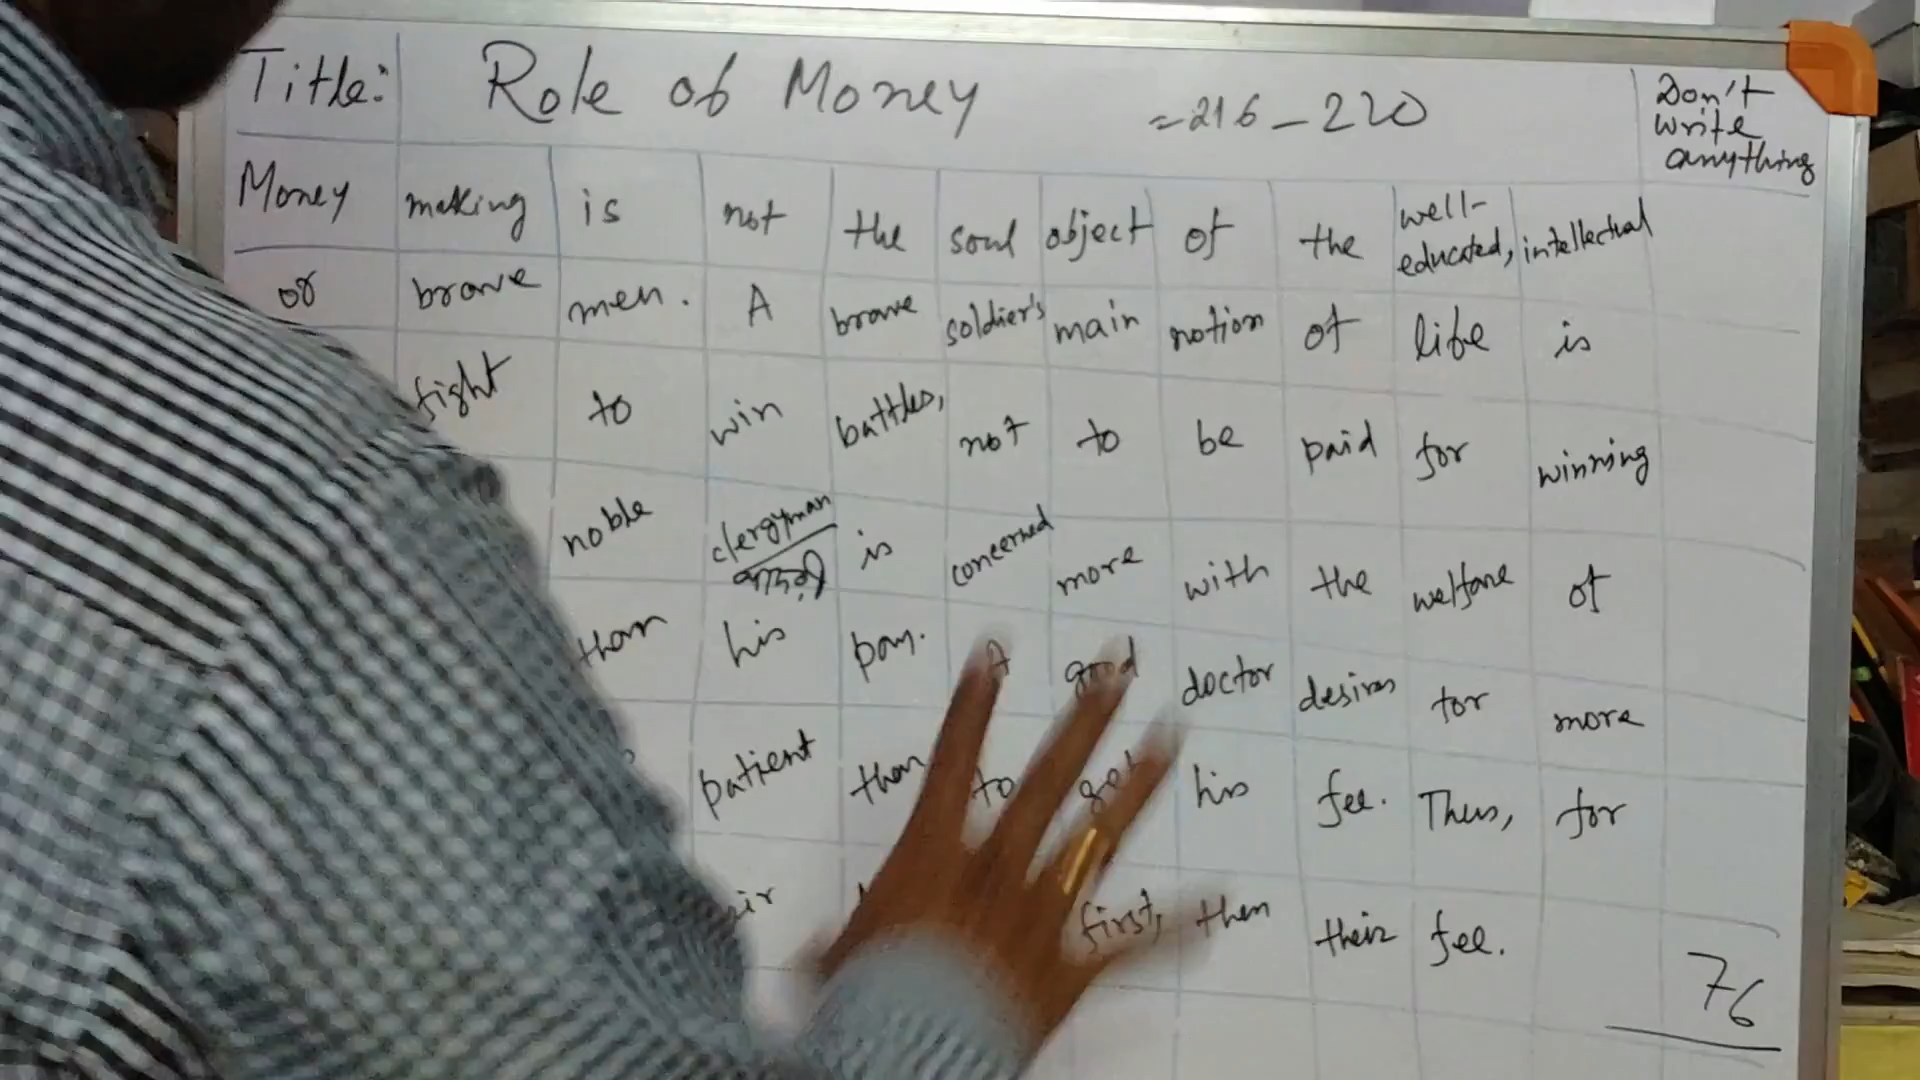 Title: Role of Money = 216 - 220
Don't
write
anything
Money making is not the soul object of the well-educated, intellectual
or brave men. A brave soldier's main notion of life is
fight to win battles, not to be paid for winning
noble clergyman is concerned more with the welfare of
পাদ্রী
than his pay. A good doctor desires for more
patient than to get his fee. Thus, for
first, then their fee.
76